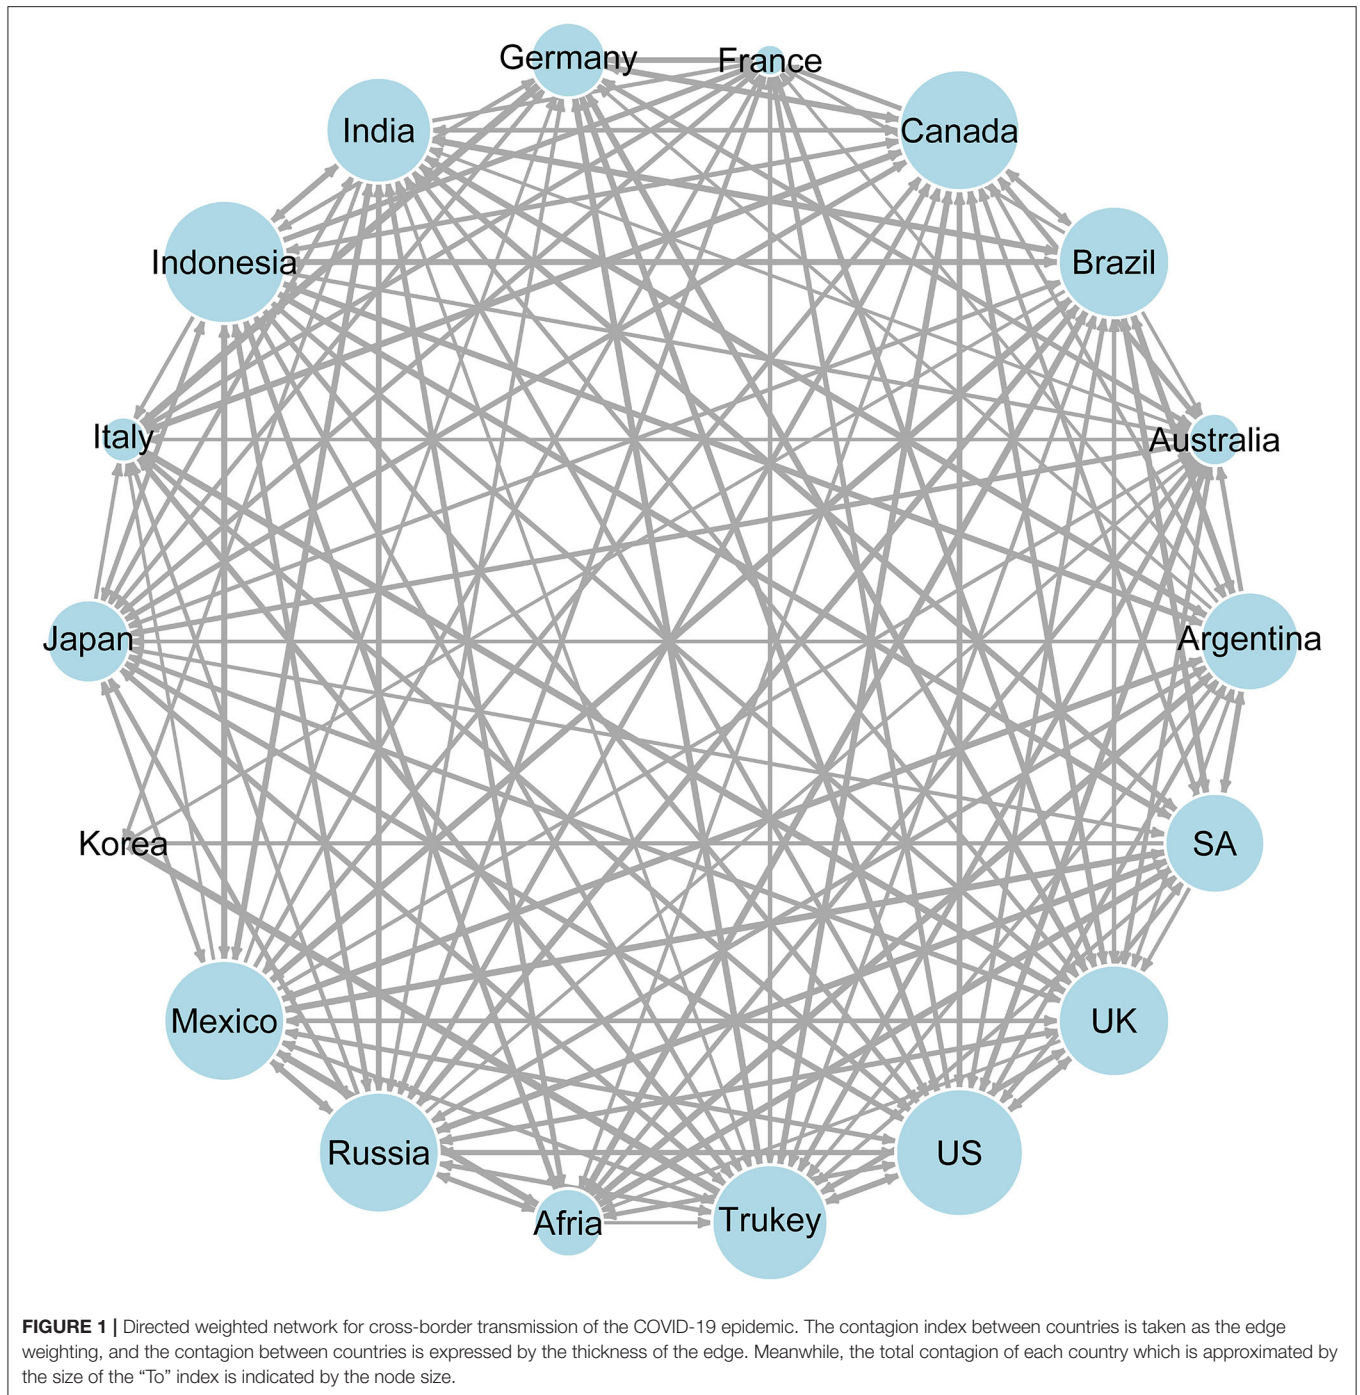 Germany
France
India
Canada
Indonesia
Brazil
Italy
Australia
Japan
Argentina
Korea
SA
Mexico
UK
Russia
US
Afria
Trukey
FIGURE 1 | Directed weighted network for cross-border transmission of the COVID-19 epidemic. The contagion index between countries is taken as the edge
weighting, and the contagion between countries is expressed by the thickness of the edge. Meanwhile, the total contagion of each country which is approximated by
the size of the “To” index is indicated by the node size.